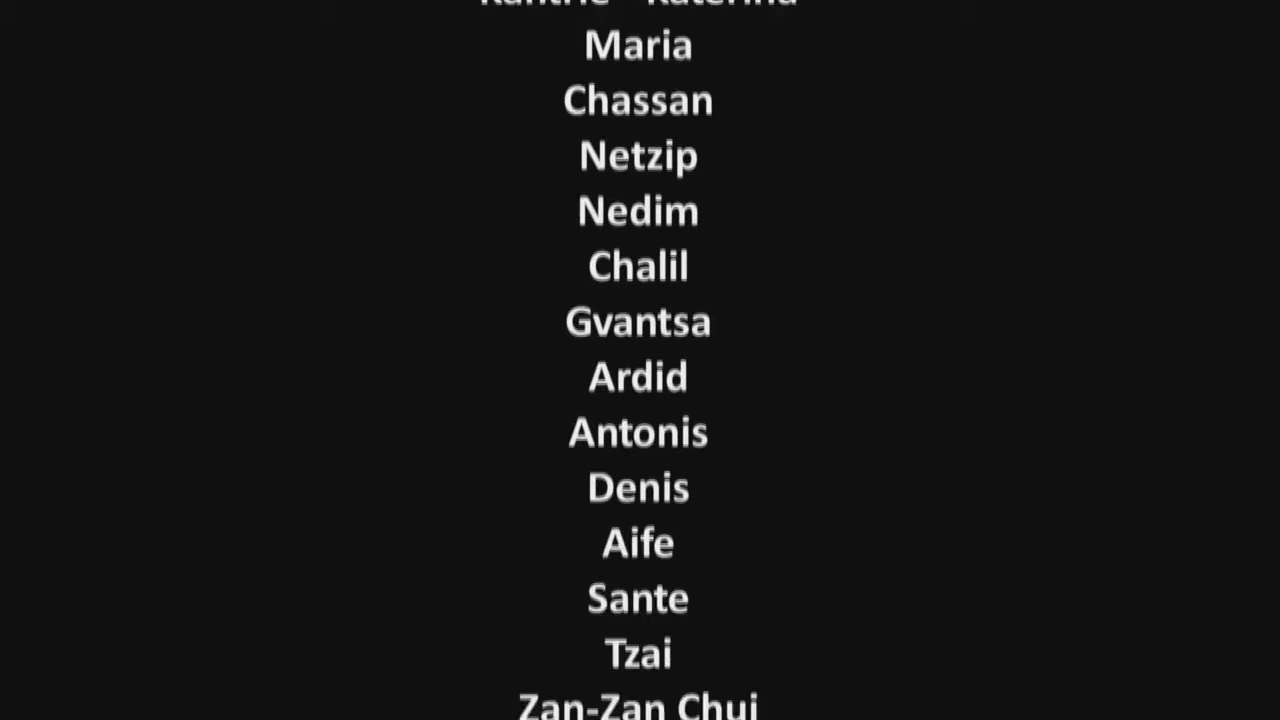 Maria
Chassan
Netzip
Nedim
Chalil
Gvantsa
Ardid
Antonis
Denis
Aife
Sante
Tzai
Zan-Zan Chui